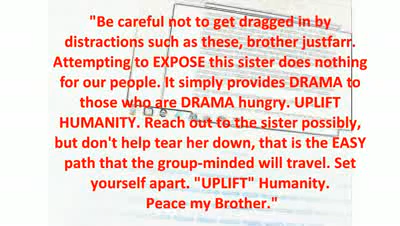 "Be careful not to get dragged in by
distractions such as these, brother justfarr.
Attempting to EXPOSE this sister does nothing
for our people. It simply provides DRAMA to
those who are DRAMA hungry. UPLIFT
HUMANITY. Reach out to the sister possibly,
but don't help tear her down, that is the EASY
path that the group-minded will travel. Set
yourself apart. "UPLIFT" Humanity.
Peace my Brother."